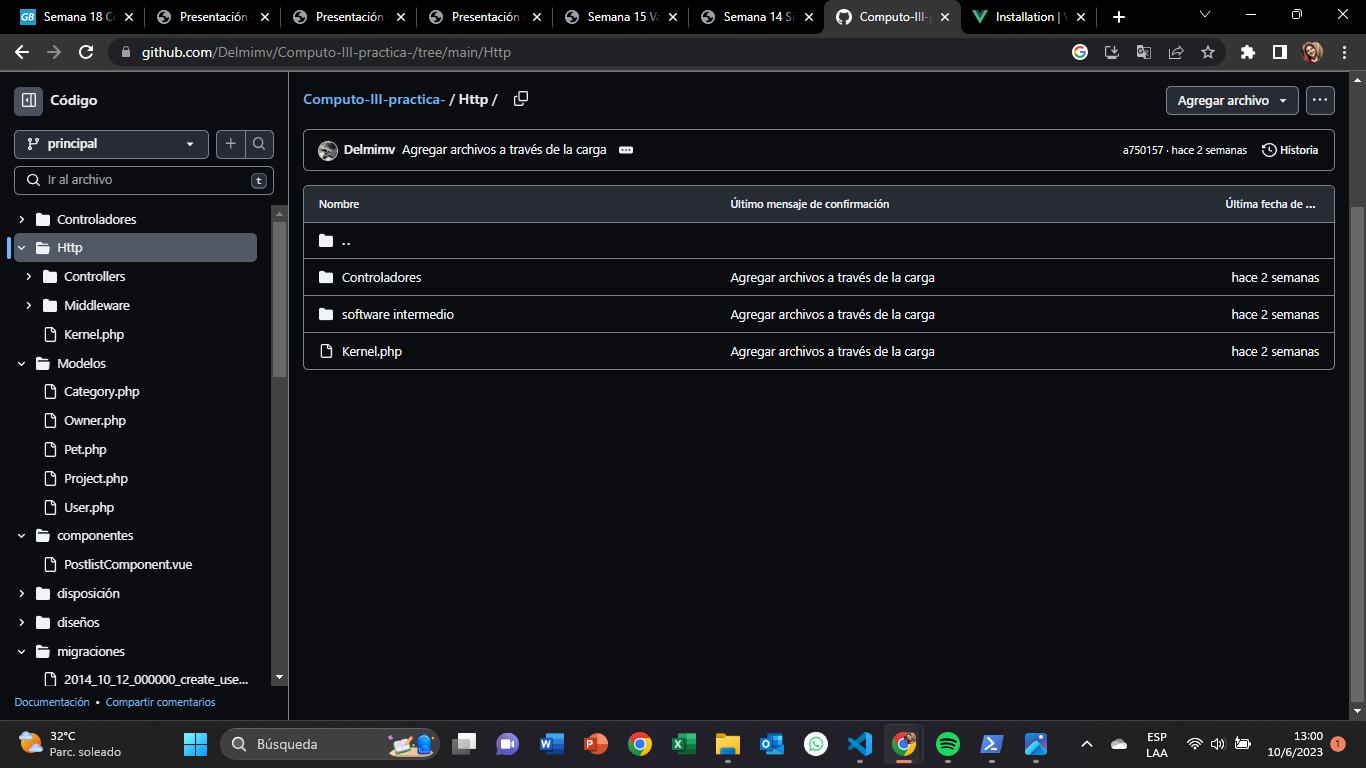 Semana 18 C
Presentación
Presentación
Presentación
Semana 15 Va
Semana 14 Si
Computo-III-
Installation |
github.com/Delmimv/Computo-III-practica-/tree/main/Http
Código
principal
Ir al archivo
t
Controladores
Http
Controllers
Middleware
Kernel.php
Modelos
Category.php
Owner.php
Pet.php
Project.php
User.php
componentes
PostlistComponent.vue
disposición
diseños
migraciones
2014_10_12_000000_create_use...
Documentación • Compartir comentarios
Computo-III-practica- / Http /
Agregar archivo
Delmimv Agregar archivos a través de la carga
a750157 · hace 2 semanas Historia
Nombre Último mensaje de confirmación Última fecha de ...
. .
Controladores Agregar archivos a través de la carga hace 2 semanas
software intermedio Agregar archivos a través de la carga hace 2 semanas
Kernel.php Agregar archivos a través de la carga hace 2 semanas
32°C
Parc. soleado
Búsqueda
ESP
LAA
13:00
10/6/2023
1